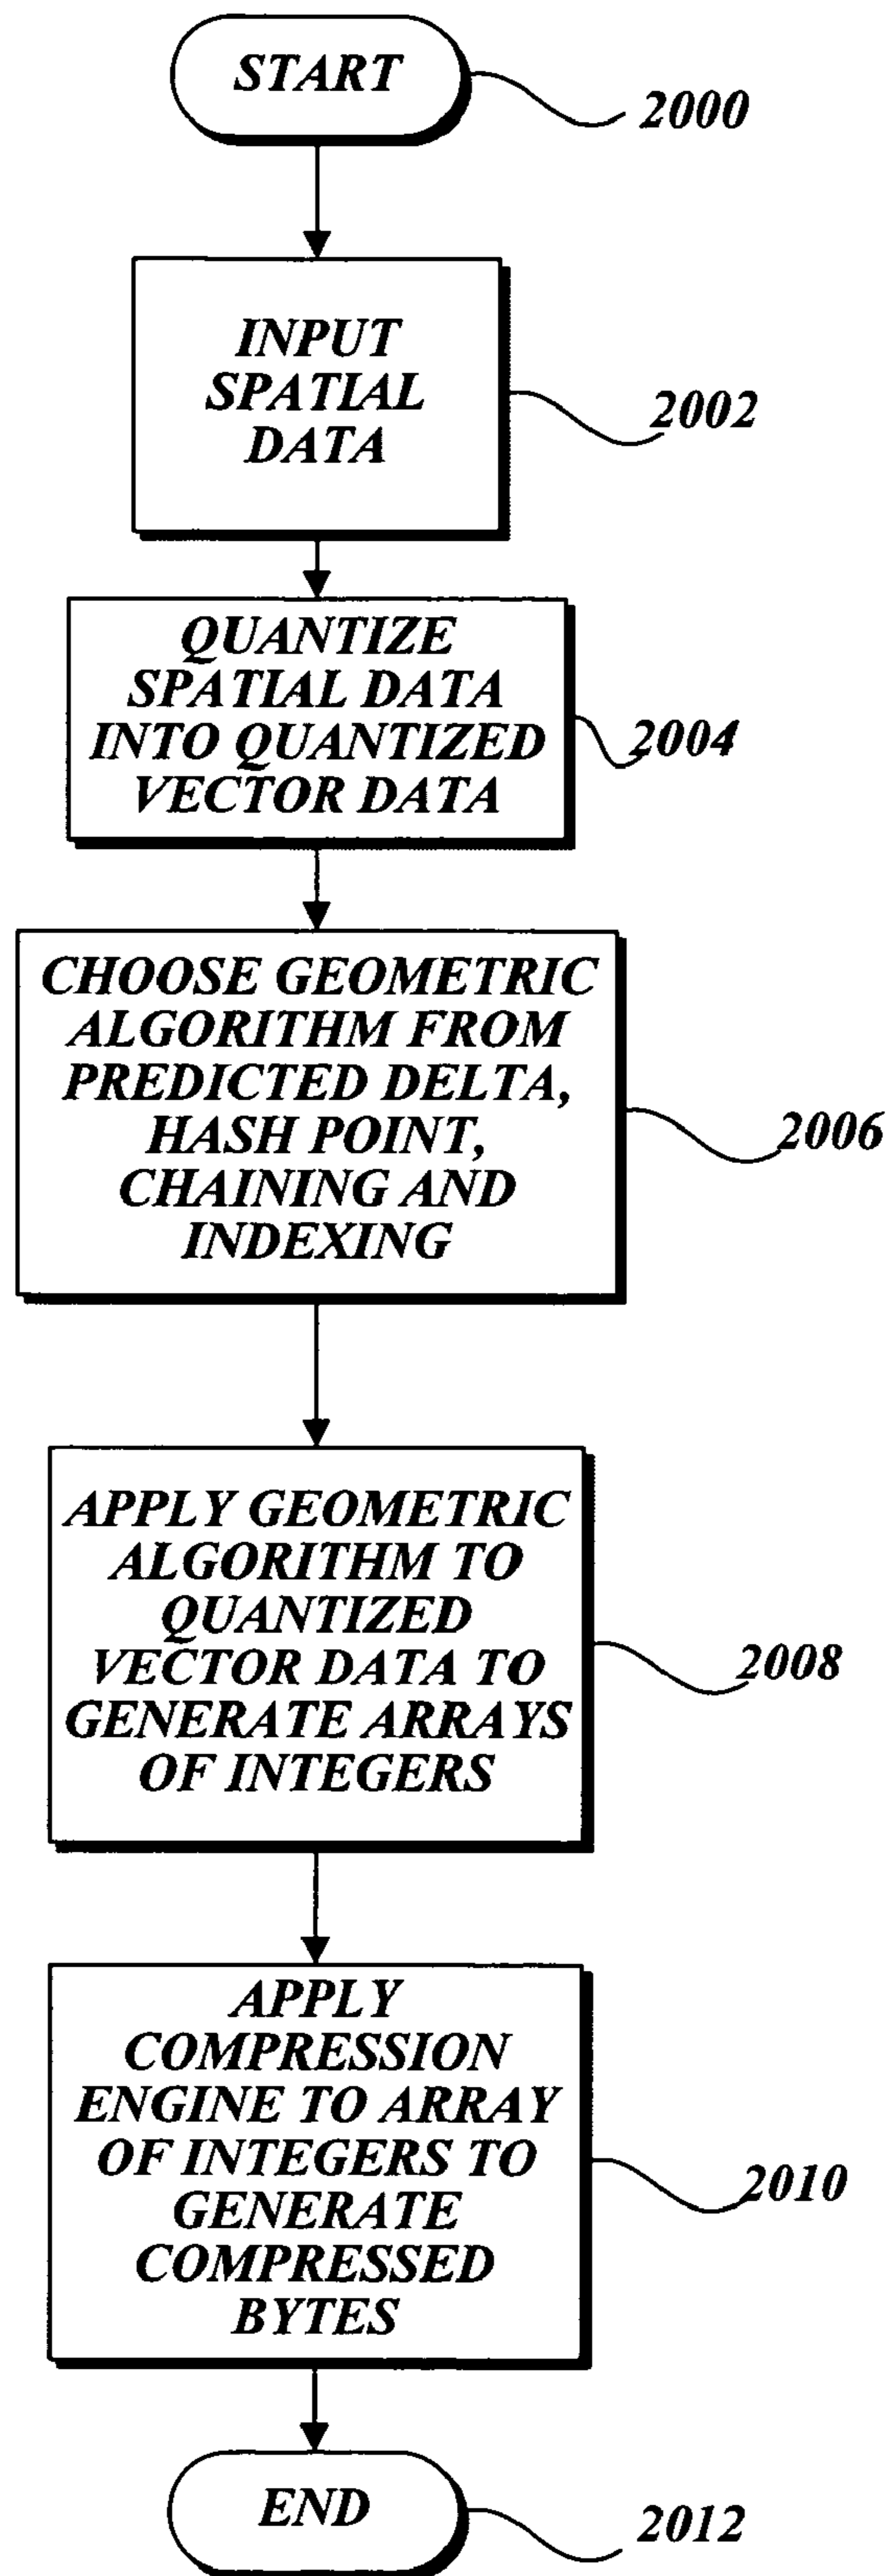 START
2000
INPUT
SPATIAL
DATA
2002
QUANTIZE
SPATIAL DATA
INTO QUANTIZED
VECTOR DATA
2004
CHOOSE GEOMETRIC
ALGORITHM FROM
PREDICTED DELTA,
HASH POINT,
CHAINING AND
INDEXING
2006
APPLY GEOMETRIC
ALGORITHM TO
QUANTIZED
VECTOR DATA TO
GENERATE ARRAYS
OF INTEGERS
2008
APPLY
COMPRESSION
ENGINE TO ARRAY
OF INTEGERS TO
GENERATE
COMPRESSED
BYTES
2010
END
2012